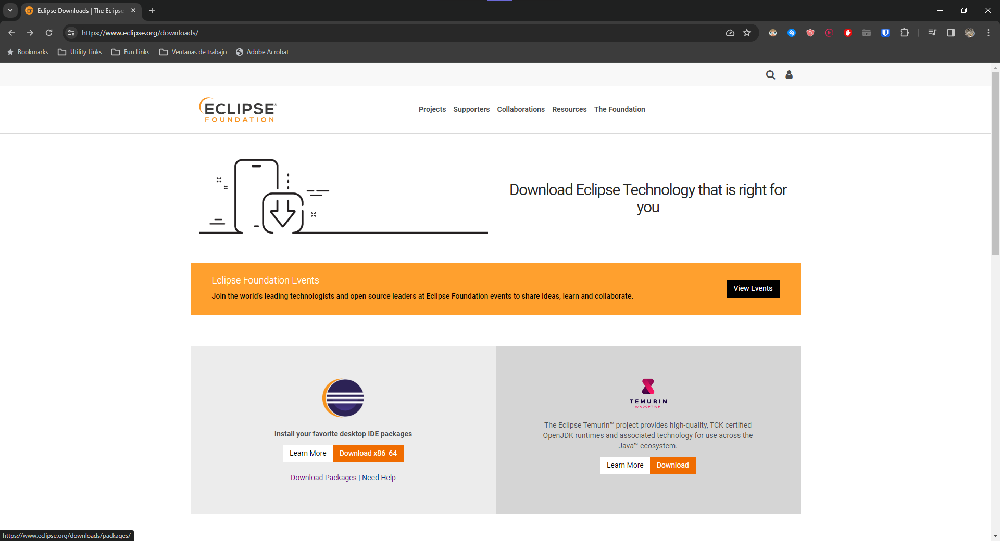 Eclipse Downloads | The Eclipse
https://www.eclipse.org/downloads/
Bookmarks
Utility Links
Fun Links
Ventanas de trabajo
Adobe Acrobat
ECLIPSE®
FOUNDATION
Projects
Supporters
Collaborations
Resources
The Foundation
Download Eclipse Technology that is right for
you
Eclipse Foundation Events
Join the world's leading technologists and open source leaders at Eclipse Foundation events to share ideas, learn and collaborate.
View Events
Install your favorite desktop IDE packages
Learn More
Download x86_64
Download Packages | Need Help
TEMURIN
by ADOPTIUM
The Eclipse Temurin™ project provides high-quality, TCK certified
OpenJDK runtimes and associated technology for use across the
Java™ ecosystem.
Learn More
Download
https://www.eclipse.org/downloads/packages/